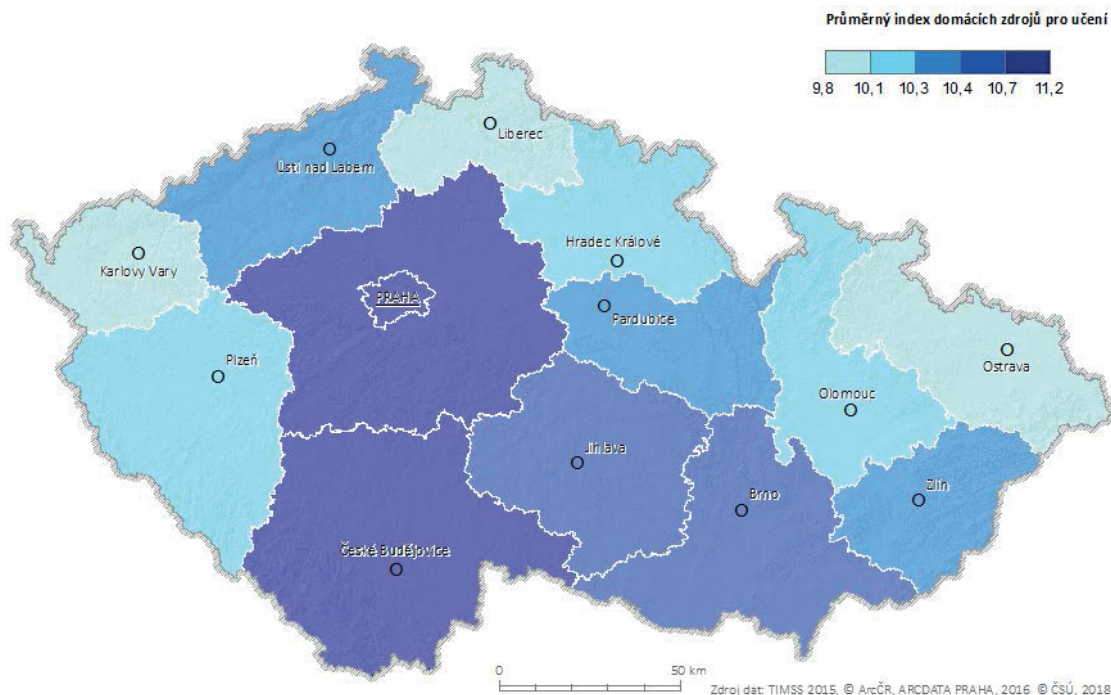 Průměrný index domácích zdrojů pro učení
9,8 10,1 10,3 10,4 10,7 11,2
Liberec
Ústí nad Labem
Hradec Králové
Karlovy Vary
PRAHA
Pardubice
Plzeň
Ostrava
Olomouc
Jihlava
Zlín
Brno
České Budějovice
0 50 km
Zdroj dat: TIMSS 2015, © ArcČR, ARCDATA PRAHA, 2016 © ČSÚ, 2018